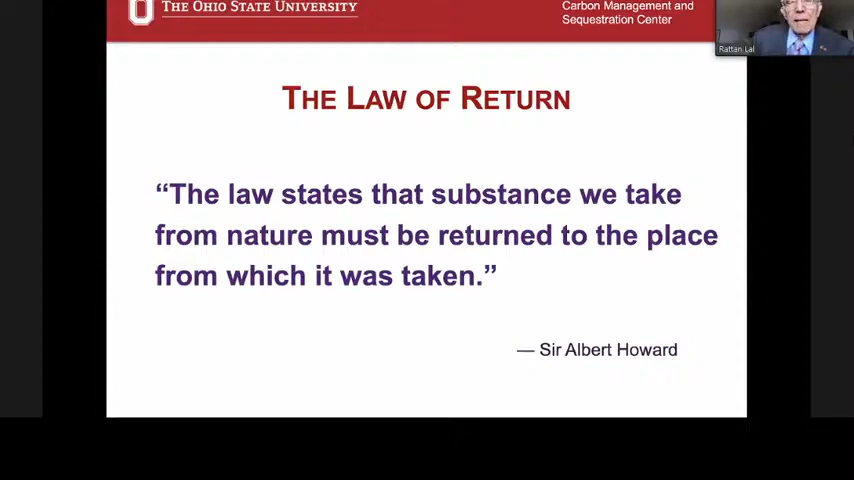 THE OHIO STATE UNIVERSITY
Carbon Management and
Sequestration Center
Rattan Lal
THE LAW OF RETURN
“The law states that substance we take
from nature must be returned to the place
from which it was taken.”
— Sir Albert Howard